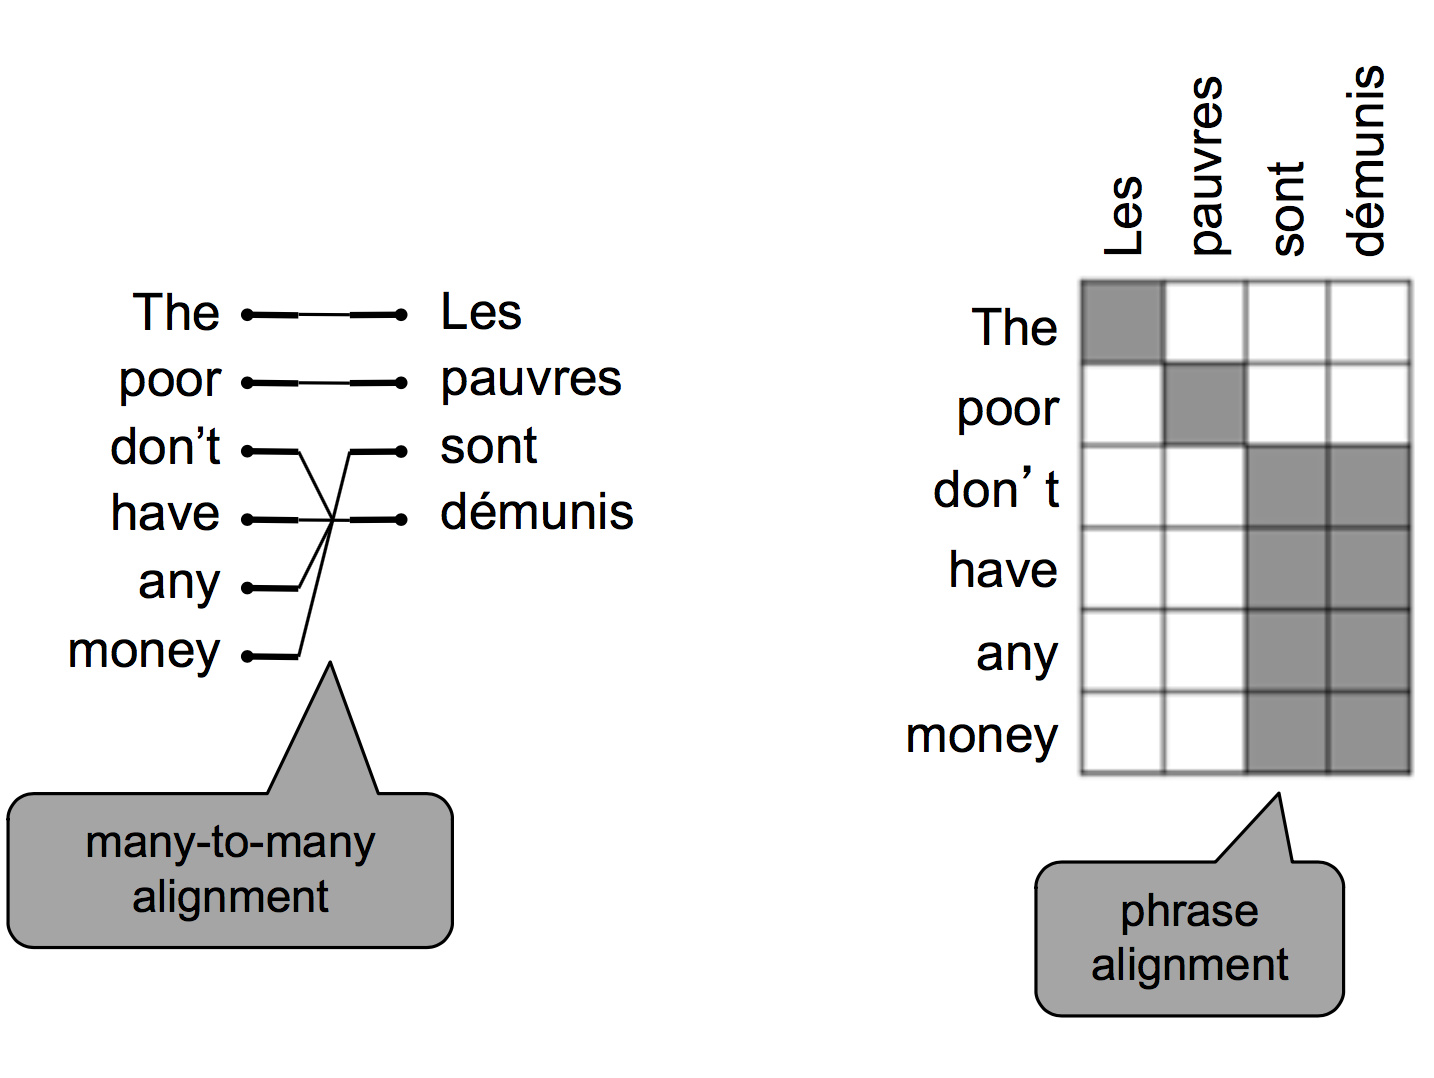 The Les
poor pauvres
don’t sont
have démunis
any
money
many-to-many
alignment
Les pauvres sont démunis
The
poor
don’t
have
any
money
phrase
alignment